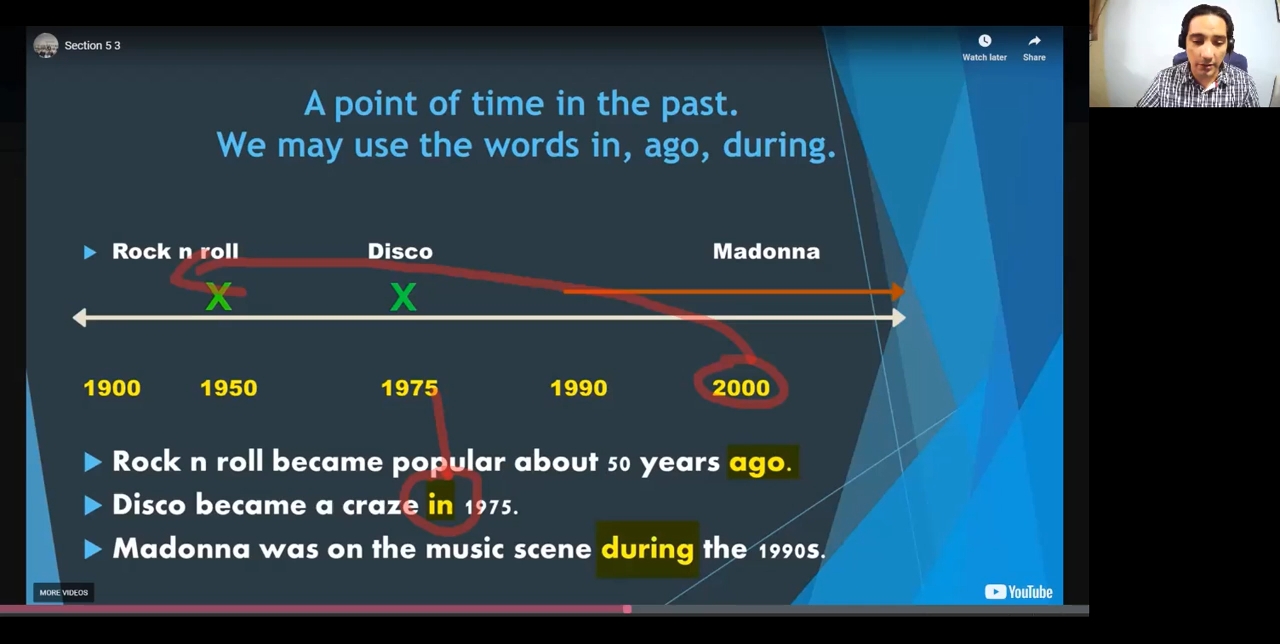 Section 5 3
Watch later
Share
A point of time in the past.
We may use the words in, ago, during.
Rock n roll Disco Madonna
X X
1900 1950 1975 1990 2000
Rock n roll became popular about 50 years ago.
Disco became a craze in 1975.
Madonna was on the music scene during the 1990s.
MORE VIDEOS
YouTube